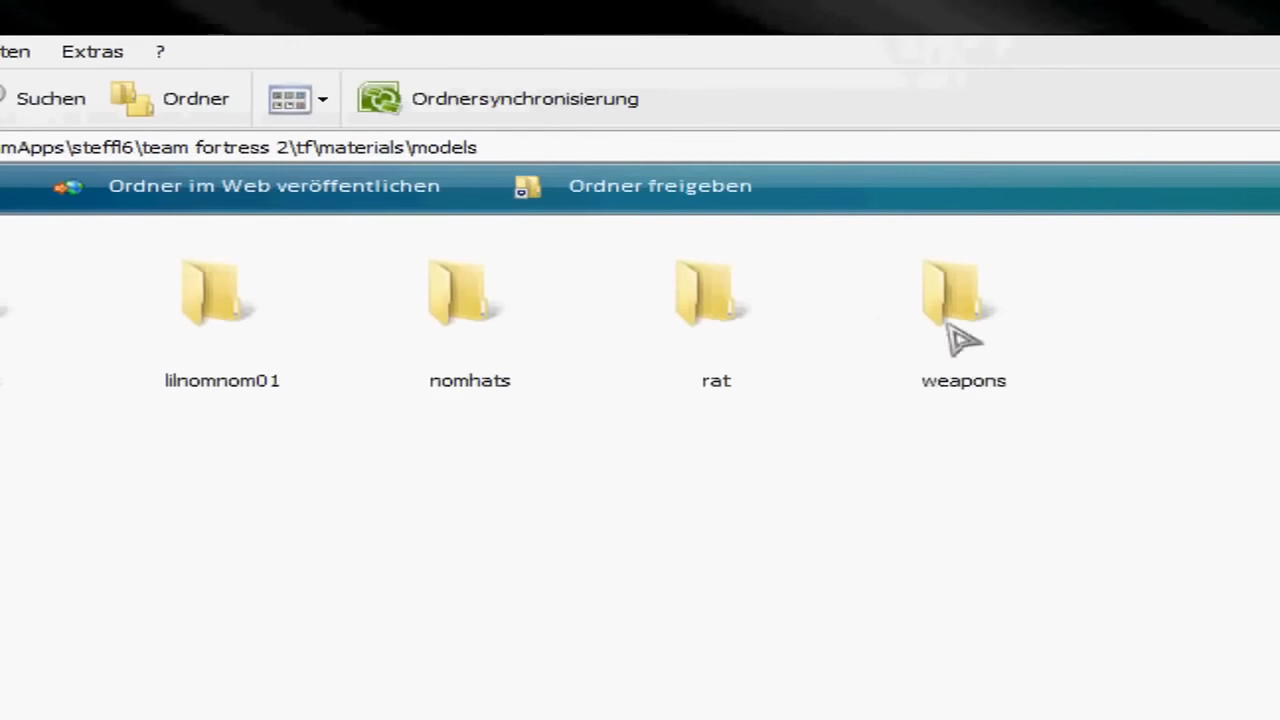 ten Extras ?
Suchen Ordner Ordnersynchronisierung
mApps\steffl6\team fortress 2\tf\materials\models
Ordner im Web veröffentlichen Ordner freigeben
lilnomnom01 nomhats rat weapons